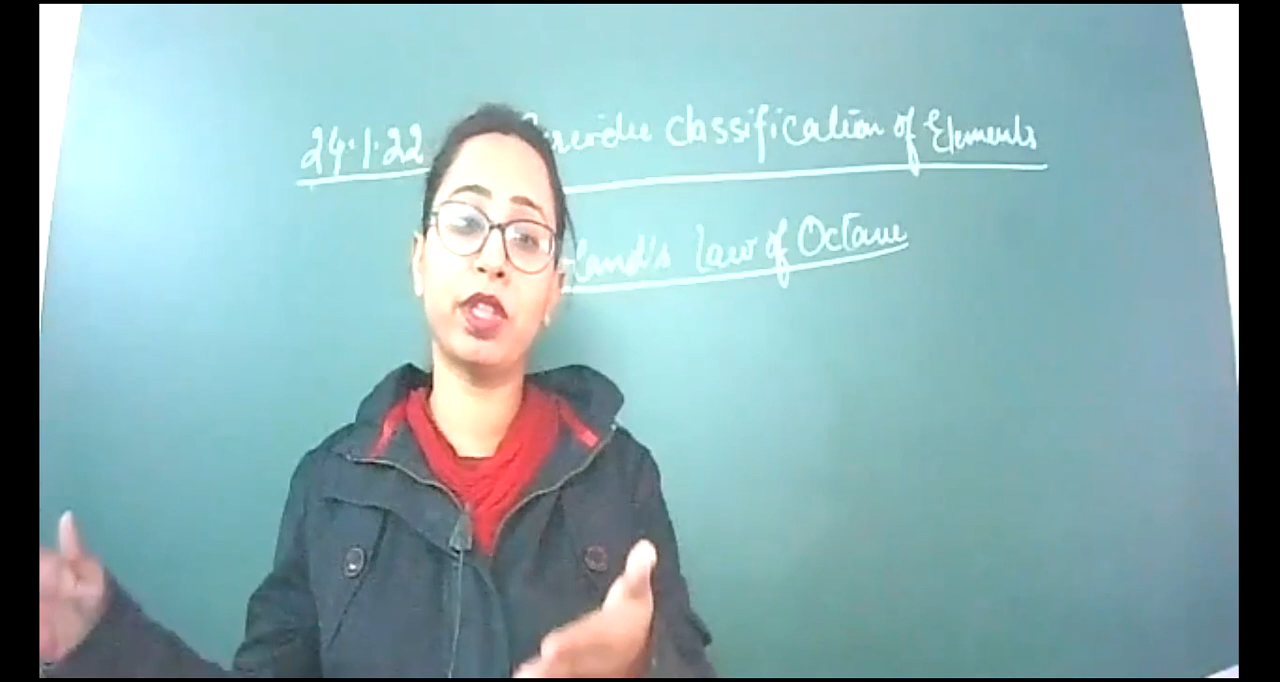 24.1.22 Classification of Elements
Law of Octave